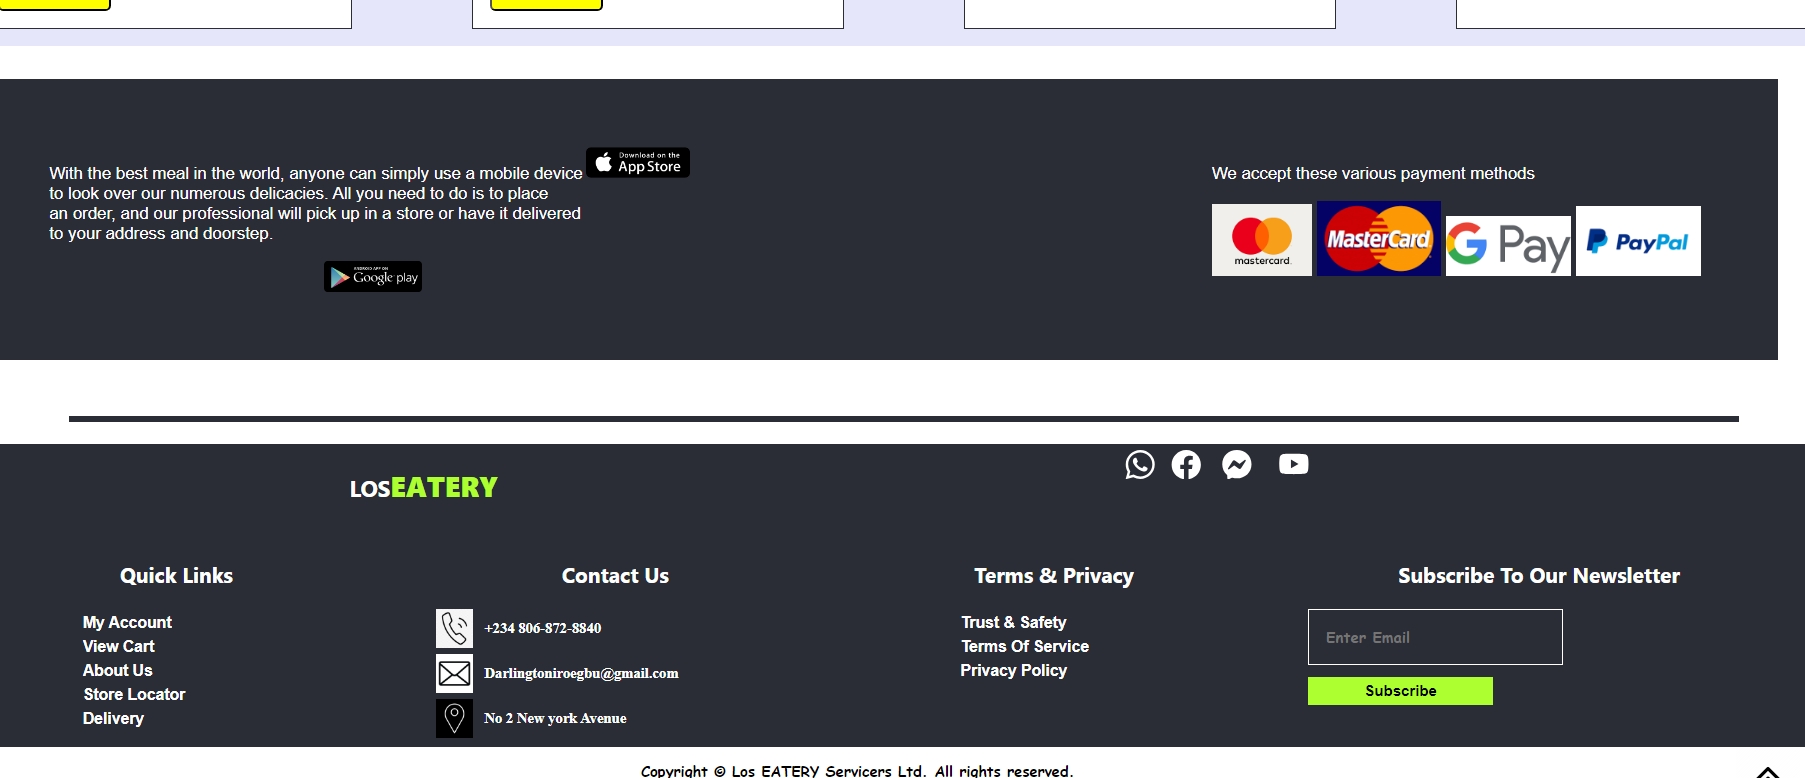 With the best meal in the world, anyone can simply use a mobile device
to look over our numerous delicacies. All you need to do is to place
an order, and our professional will pick up in a store or have it delivered
to your address and doorstep.
Download on the
App Store
ANDROID APP ON
Google play
We accept these various payment methods
mastercard.
MasterCard
G Pay
PayPal
LOSEATERY
Quick Links
My Account
View Cart
About Us
Store Locator
Delivery
Contact Us
+234 806-872-8840
Darlingtoniroegbu@gmail.com
No 2 New york Avenue
Terms & Privacy
Trust & Safety
Terms Of Service
Privacy Policy
Subscribe To Our Newsletter
Enter Email
Subscribe
Copyright © Los EATERY Servicers Ltd. All rights reserved.